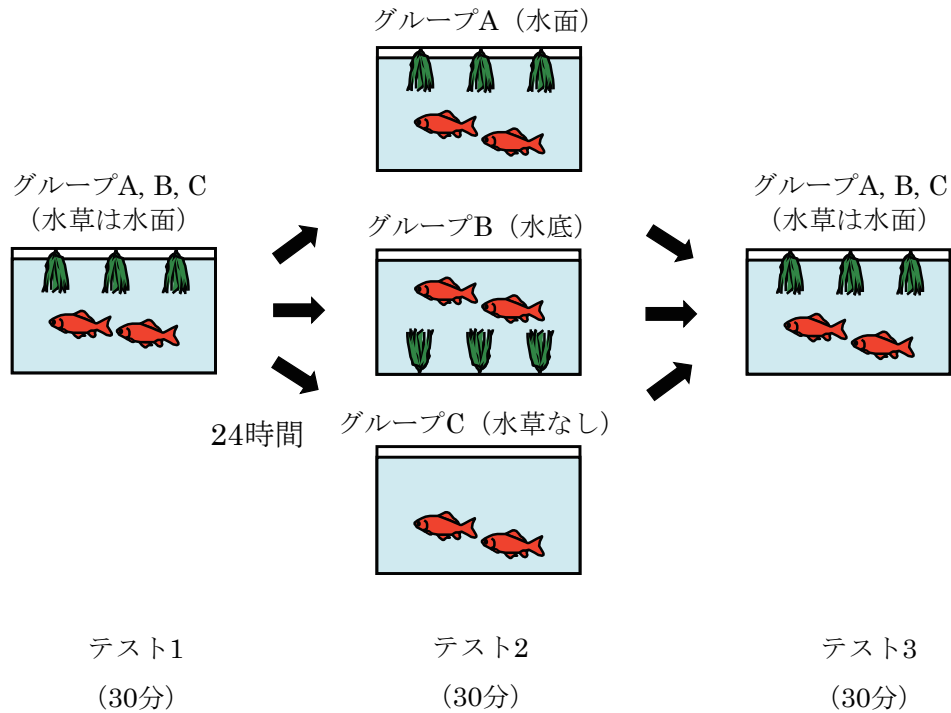 グループA（水面）
グループA, B, C
（水草は水面）
グループB（水底）
グループA, B, C
（水草は水面）
24時間
グループC（水草なし）
テスト1
（30分）
テスト2
（30分）
テスト3
（30分）